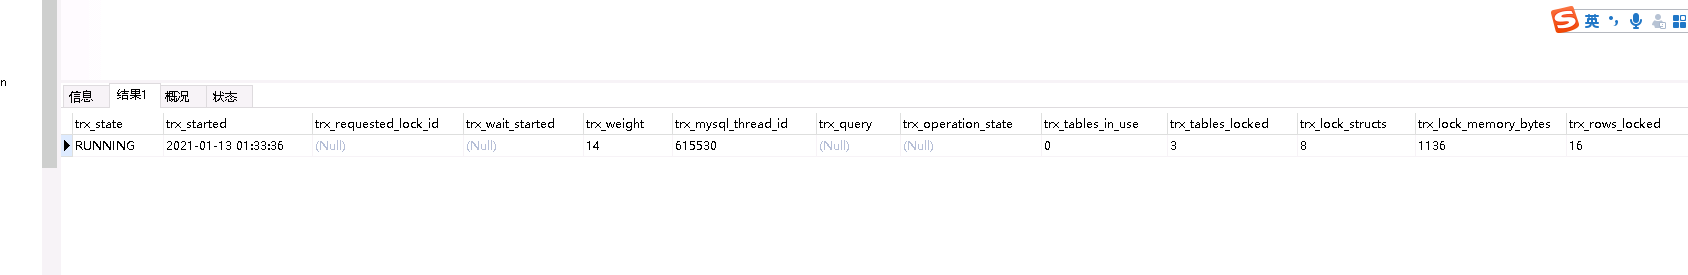 英
n
信息 结果1 概况 状态
trx_state trx_started trx_requested_lock_id trx_wait_started trx_weight trx_mysql_thread_id trx_query trx_operation_state trx_tables_in_use trx_tables_locked trx_lock_structs trx_lock_memory_bytes trx_rows_locked
RUNNING 2021-01-13 01:33:36 (Null) (Null) 14 615530 (Null) (Null) 0 3 8 1136 16